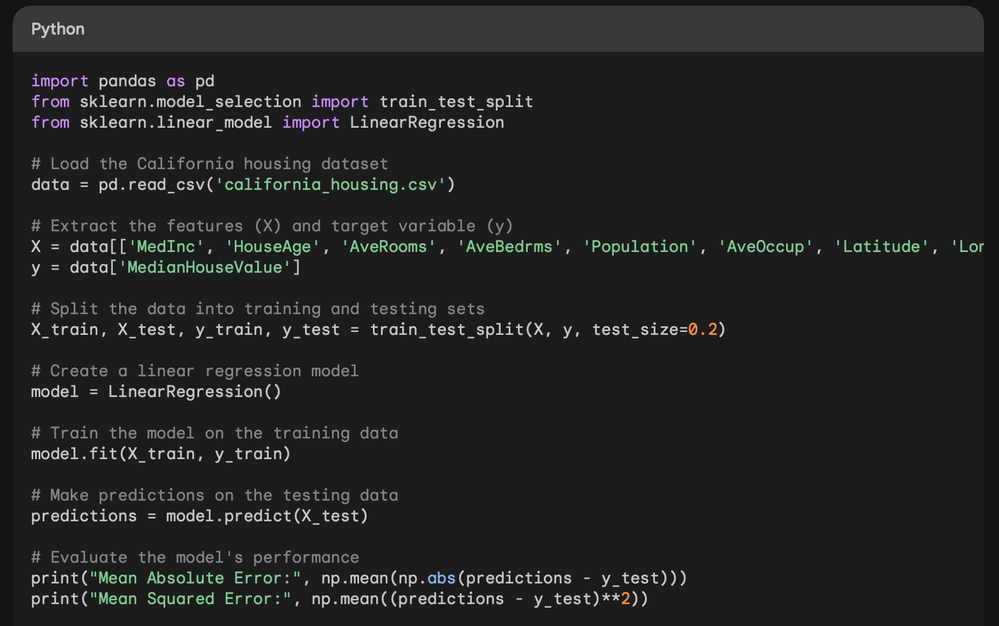 Python
import pandas as pd
from sklearn.model_selection import train_test_split
from sklearn.linear_model import LinearRegression
# Load the California housing dataset
data = pd.read_csv('california_housing.csv')
# Extract the features (X) and target variable (y)
X = data[['MedInc', 'HouseAge', 'AveRooms', 'AveBedrms', 'Population', 'AveOccup', 'Latitude',
y = data['MedianHouseValue']
# Split the data into training and testing sets
X_train, X_test, y_train, y_test = train_test_split(X, y, test_size=0.2)
# Create a linear regression model
model = LinearRegression()
# Train the model on the training data
model.fit(X_train, y_train)
# Make predictions on the testing data
predictions = model.predict(X_test)
# Evaluate the model's performance
print("Mean Absolute Error:", np.mean(np.abs(predictions - y_test)))
print("Mean Squared Error:", np.mean((predictions - y_test)**2))